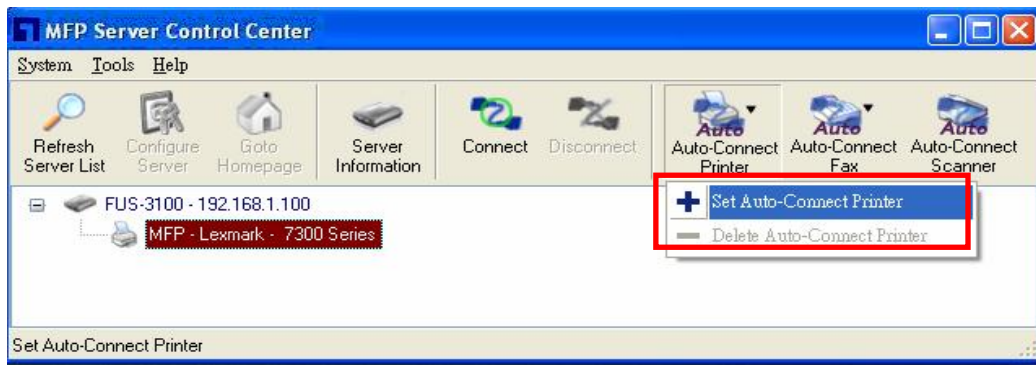 MFP Server Control Center
System Tools Help
Refresh Server List
Configure Server
Goto Homepage
Server Information
Connect
Disconnect
Auto
Auto-Connect Printer
Auto
Auto-Connect Fax
Auto
Auto-Connect Scanner
FUS-3100 - 192.168.1.100
MFP - Lexmark - 7300 Series
Set Auto-Connect Printer
Delete Auto-Connect Printer
Set Auto-Connect Printer